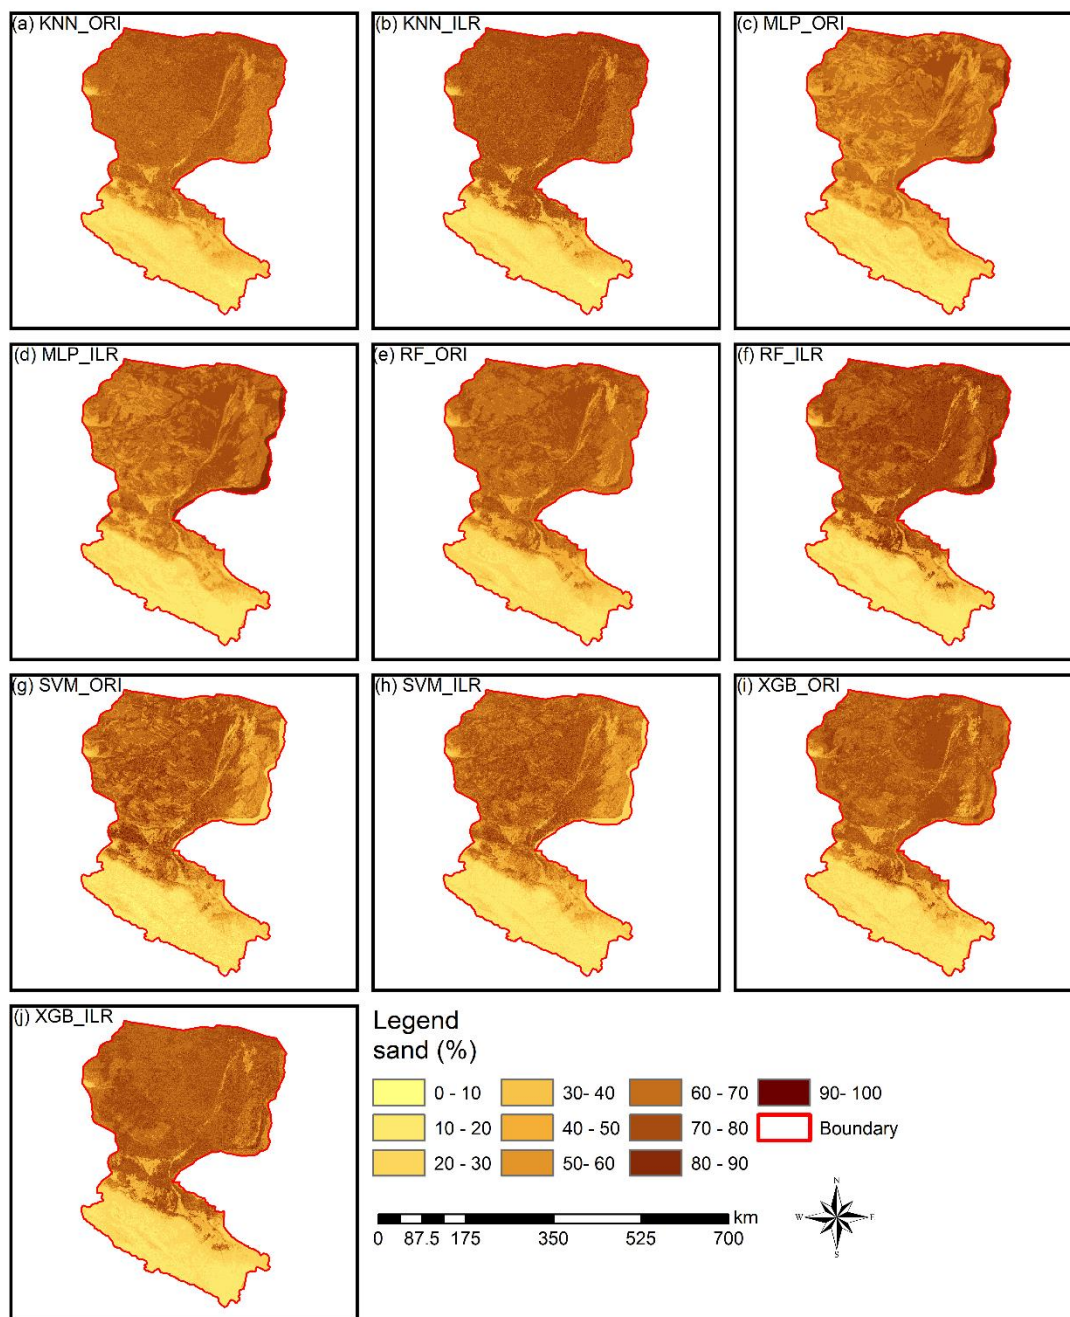 (a) KNN_ORI
(b) KNN_ILR
(c) MLP_ORI
(d) MLP_ILR
(e) RF_ORI
(f) RF_ILR
(g) SVM_ORI
(h) SVM_ILR
(i) XGB_ORI
(j) XGB_ILR
Legend
sand (%)
0 - 10
30- 40
60 - 70
90- 100
10 - 20
40 - 50
70 - 80
Boundary
20 - 30
50- 60
80 - 90
km
0 87.5 175 350 525 700
N
W E
S